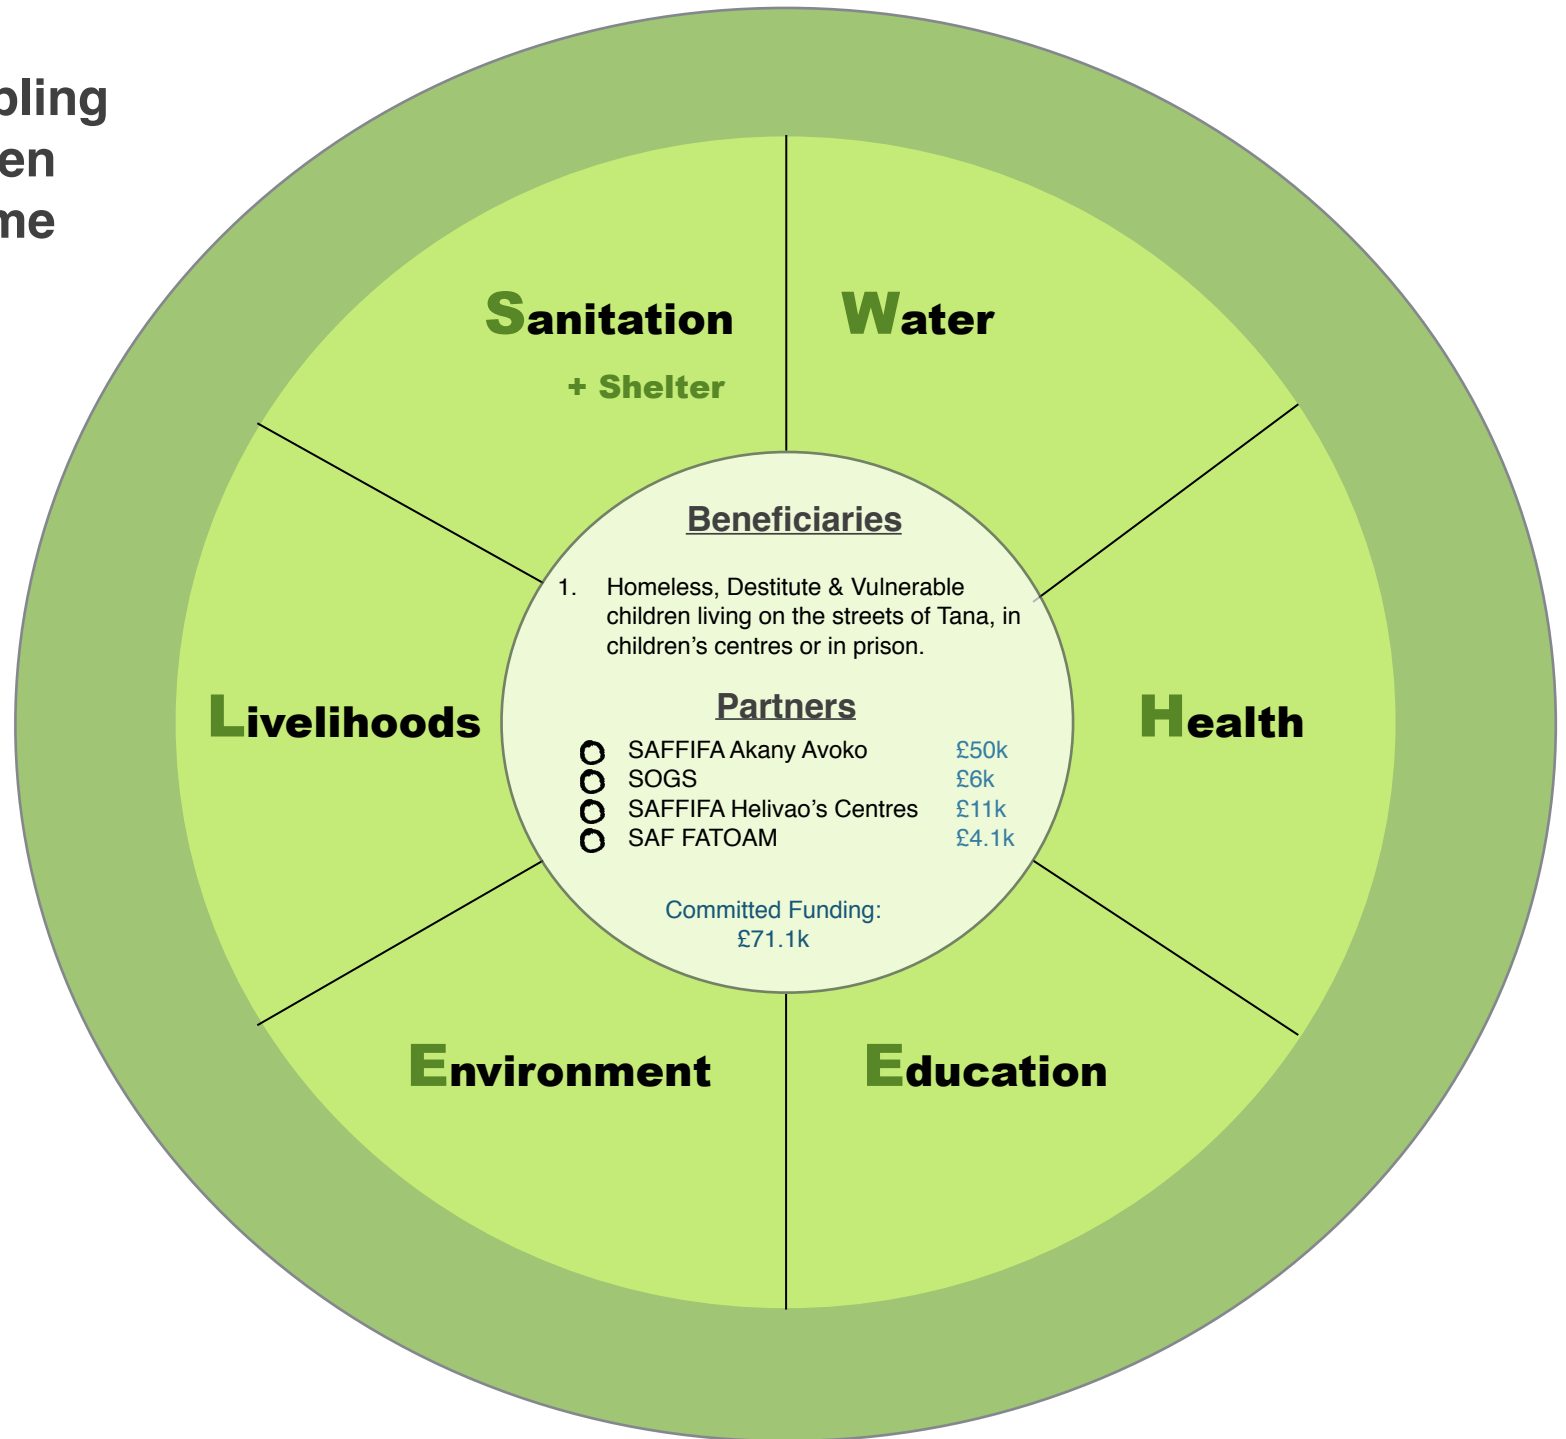 bling
en
me
Sanitation
+ Shelter
Water
Beneficiaries
1. Homeless, Destitute & Vulnerable
children living on the streets of Tana, in
children’s centres or in prison.
Livelihoods
Health
Partners
SAFFIFA Akany Avoko £50k
SOGS £6k
SAFFIFA Helivao’s Centres £11k
SAF FATOAM £4.1k
Committed Funding:
£71.1k
Environment
Education